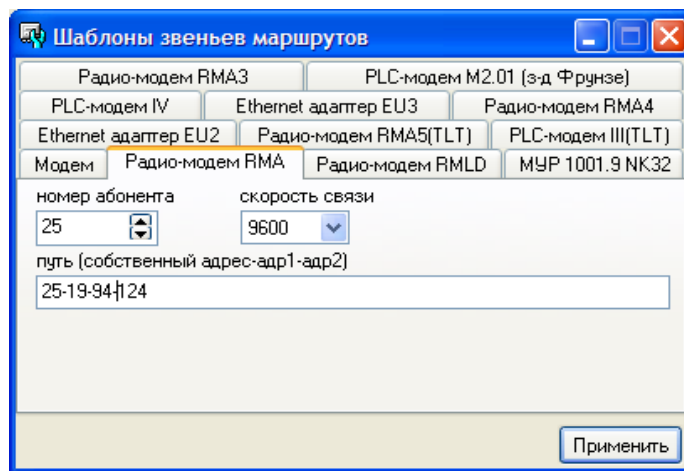 Шаблоны звеньев маршрутов
Радио-модем RMA3 PLC-модем M2.01 (з-д Фрунзе)
PLC-модем IV Ethernet адаптер EU3 Радио-модем RMA4
Ethernet адаптер EU2 Радио-модем RMA5(TLT) PLC-модем III(TLT)
Модем Радио-модем RMA Радио-модем RMLD МУР 1001.9 NK32
номер абонента скорость связи
25 9600
путь (собственный адрес-адр1-адр2)
25-19-94-124
Применить